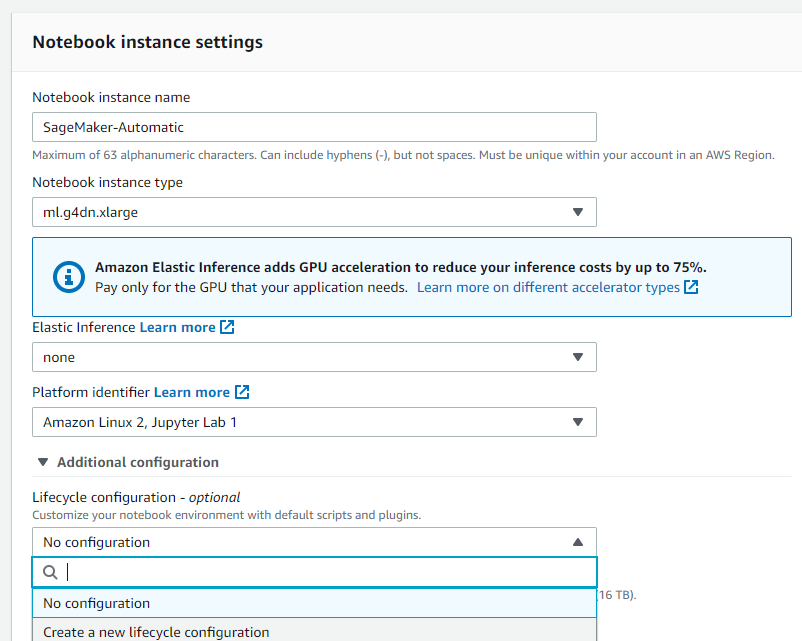 Notebook instance settings
Notebook instance name
SageMaker-Automatic
Maximum of 63 alphanumeric characters. Can include hyphens (-), but not spaces. Must be unique within your account in an AWS Region.
Notebook instance type
ml.g4dn.xlarge
Amazon Elastic Inference adds GPU acceleration to reduce your inference costs by up to 75%.
Pay only for the GPU that your application needs. Learn more on different accelerator types
Elastic Inference Learn more
none
Platform identifier Learn more
Amazon Linux 2, Jupyter Lab 1
Additional configuration
Lifecycle configuration - optional
Customize your notebook environment with default scripts and plugins.
No configuration
16 TB).
No configuration
Create a new lifecycle configuration